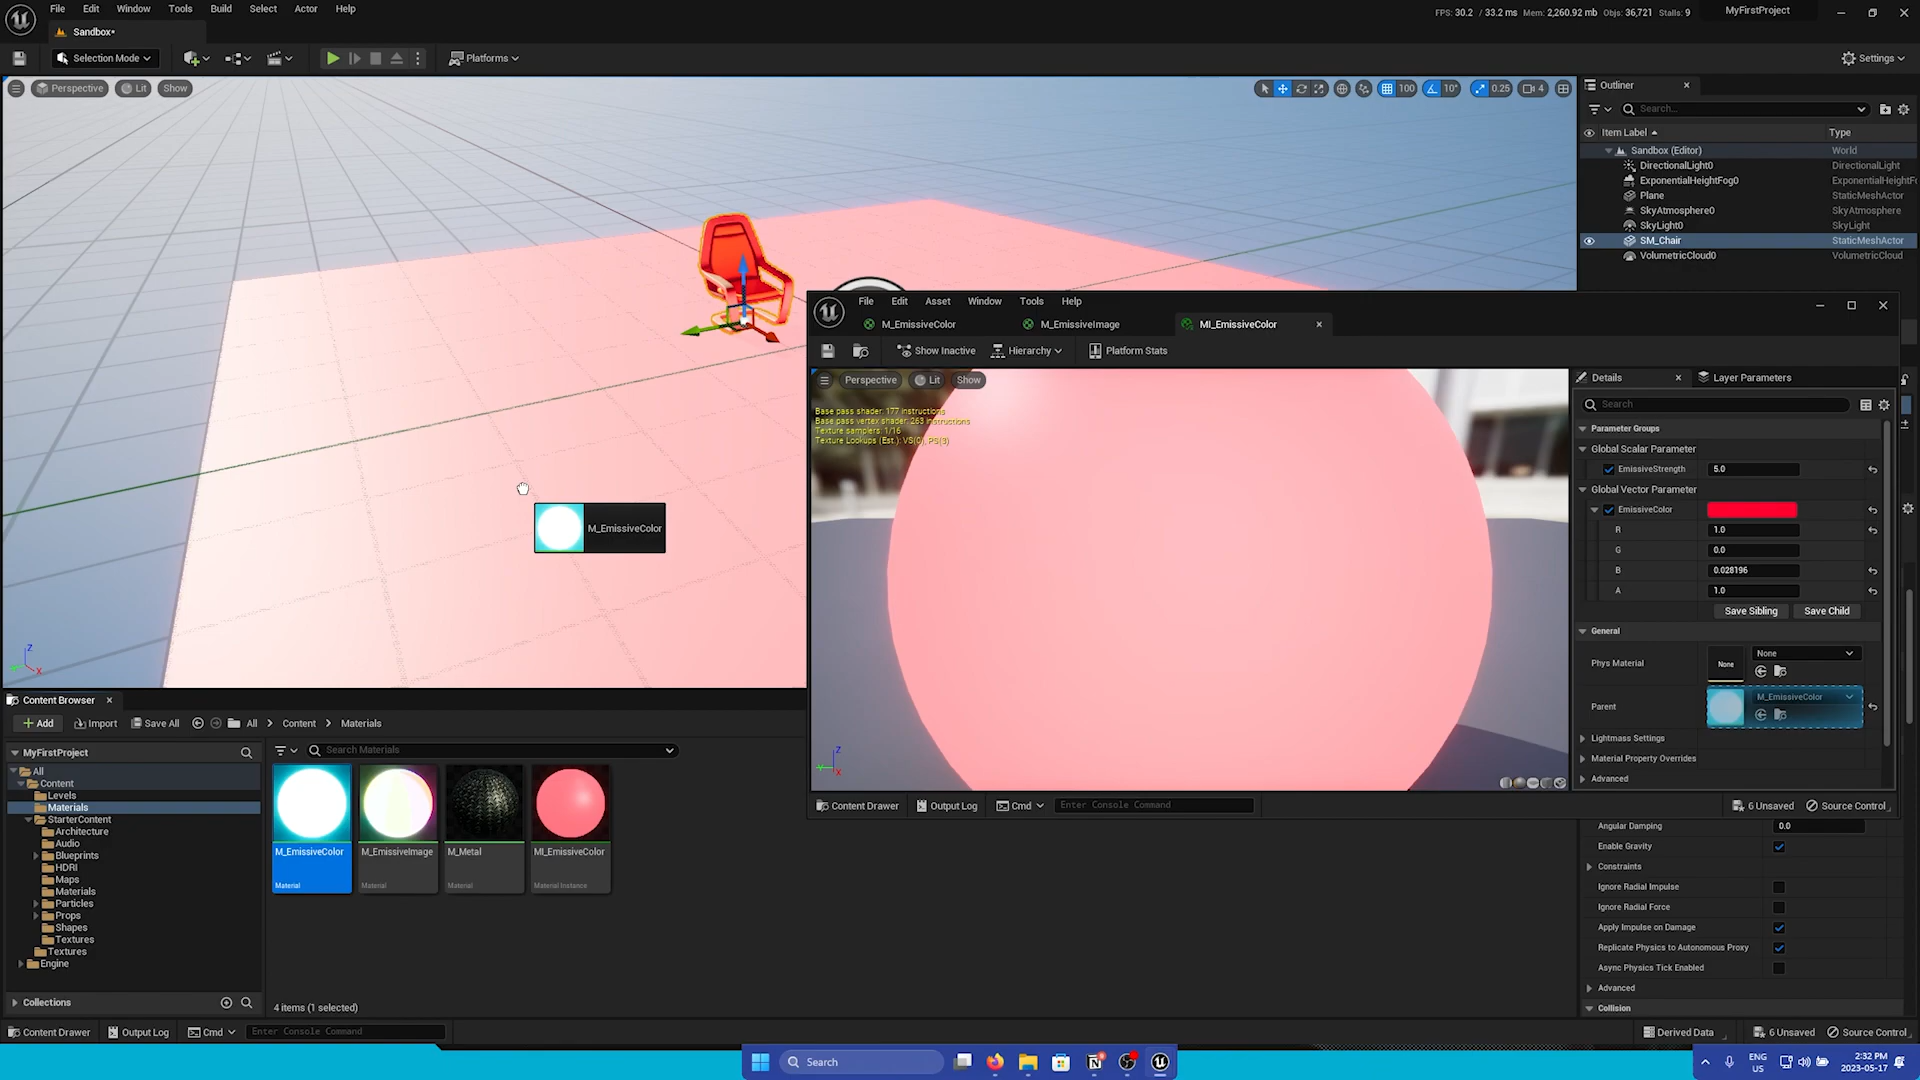 File Edit Window Tools Build Select Actor Help
FPS: 30.2 / 33.2 ms Mem: 2,260.92 mb Objs: 36,721 Stalls: 9
MyFirstProject
Sandbox•
Selection Mode
Platforms
Settings
Perspective Lit Show
100 10° 0.25 4
Outliner
Search...
Item Label Type
Sandbox (Editor) World
DirectionalLight0 DirectionalLight
ExponentialHeightFog0 ExponentialHeightFo
Plane StaticMeshActor
SkyAtmosphere0 SkyAtmosphere
SkyLight0 SkyLight
SM_Chair StaticMeshActor
VolumetricCloud0 VolumetricCloud
M_EmissiveColor
Z
X
File Edit Asset Window Tools Help
M_EmissiveColor M_EmissiveImage MI_EmissiveColor
Show Inactive Hierarchy Platform Stats
Perspective Lit Show
Base pass shader: 177 instructions
Base pass vertex shader: 263 instructions
Texture samplers: 1/16
Texture Lookups (Est.): VS(0), PS(3)
Z
Y X
Details Layer Parameters
Search
Parameter Groups
Global Scalar Parameter
EmissiveStrength 5.0
Global Vector Parameter
EmissiveColor
R 1.0
G 0.0
B 0.028196
A 1.0
Save Sibling Save Child
General
Phys Material None None
Parent M_EmissiveColor
Lightmass Settings
Material Property Overrides
Advanced
Content Drawer Output Log Cmd Enter Console Command
6 Unsaved Source Control
Angular Damping 0.0
Enable Gravity
Constraints
Ignore Radial Impulse
Ignore Radial Force
Apply Impulse on Damage
Replicate Physics to Autonomous Proxy
Async Physics Tick Enabled
Advanced
Collision
Content Browser
Add Import Save All All Content Materials
MyFirstProject
All
Content
Levels
Materials
StarterContent
Architecture
Audio
Blueprints
HDRI
Maps
Materials
Particles
Props
Shapes
Textures
Textures
Engine
Collections
Search Materials
M_EmissiveColor
Material
M_EmissiveImage
Material
M_Metal
Material
MI_EmissiveColor
Material Instance
4 items (1 selected)
Content Drawer Output Log Cmd Enter Console Command
Derived Data 6 Unsaved Source Control
Search
ENG
US
2:32 PM
2023-05-17